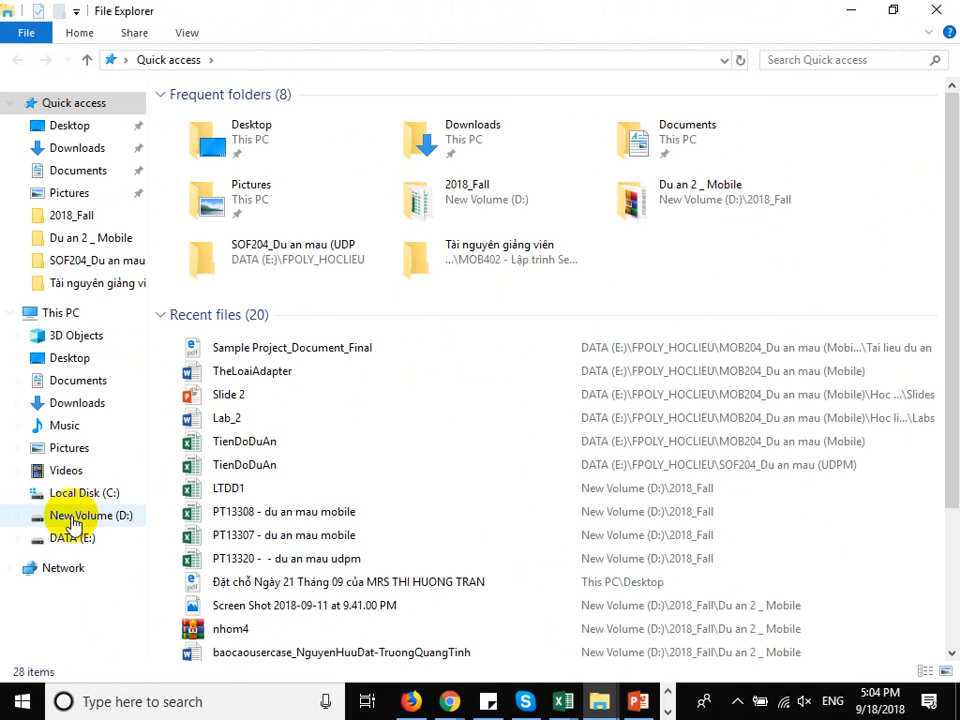 File Explorer
File Home Share View
Quick access
Search Quick access
Quick access
Desktop
Downloads
Documents
Pictures
2018_Fall
Du an 2 _ Mobile
SOF204_Du an mau
Tài nguyên giảng vi
This PC
3D Objects
Desktop
Documents
Downloads
Music
Pictures
Videos
Local Disk (C:)
New Volume (D:)
DATA (E:)
Network
Frequent folders (8)
Desktop
This PC
Downloads
This PC
Documents
This PC
Pictures
This PC
2018_Fall
New Volume (D:)
Du an 2 _ Mobile
New Volume (D:)\2018_Fall
SOF204_Du an mau (UDP
DATA (E:)\FPOLY_HOCLIEU
Tài nguyên giảng viên
...\MOB402 - Lập trình Se...
Recent files (20)
Sample Project_Document_Final DATA (E:)\FPOLY_HOCLIEU\MOB204_Du an mau (Mobi...\Tai lieu du an
TheLoaiAdapter DATA (E:)\FPOLY_HOCLIEU\MOB204_Du an mau (Mobile)
Slide 2 DATA (E:)\FPOLY_HOCLIEU\MOB204_Du an mau (Mobile)\Hoc ...\Slides
Lab_2 DATA (E:)\FPOLY_HOCLIEU\MOB204_Du an mau (Mobile)\Hoc li...\Labs
TienDoDuAn DATA (E:)\FPOLY_HOCLIEU\MOB204_Du an mau (Mobile)
TienDoDuAn DATA (E:)\FPOLY_HOCLIEU\SOF204_Du an mau (UDPM)
LTDD1 New Volume (D:)\2018_Fall
PT13308 - du an mau mobile New Volume (D:)\2018_Fall
PT13307 - du an mau mobile New Volume (D:)\2018_Fall
PT13320 - - du an mau udpm New Volume (D:)\2018_Fall
Đặt chỗ Ngày 21 Tháng 09 của MRS THI HUONG TRAN This PC\Desktop
Screen Shot 2018-09-11 at 9.41.00 PM New Volume (D:)\2018_Fall\Du an 2 _ Mobile
nhom4 New Volume (D:)\2018_Fall\Du an 2 _ Mobile
baocaousercase_NguyenHuuDat-TruongQuangTinh New Volume (D:)\2018_Fall\Du an 2 _ Mobile
28 items
Type here to search
ENG
5:04 PM
9/18/2018